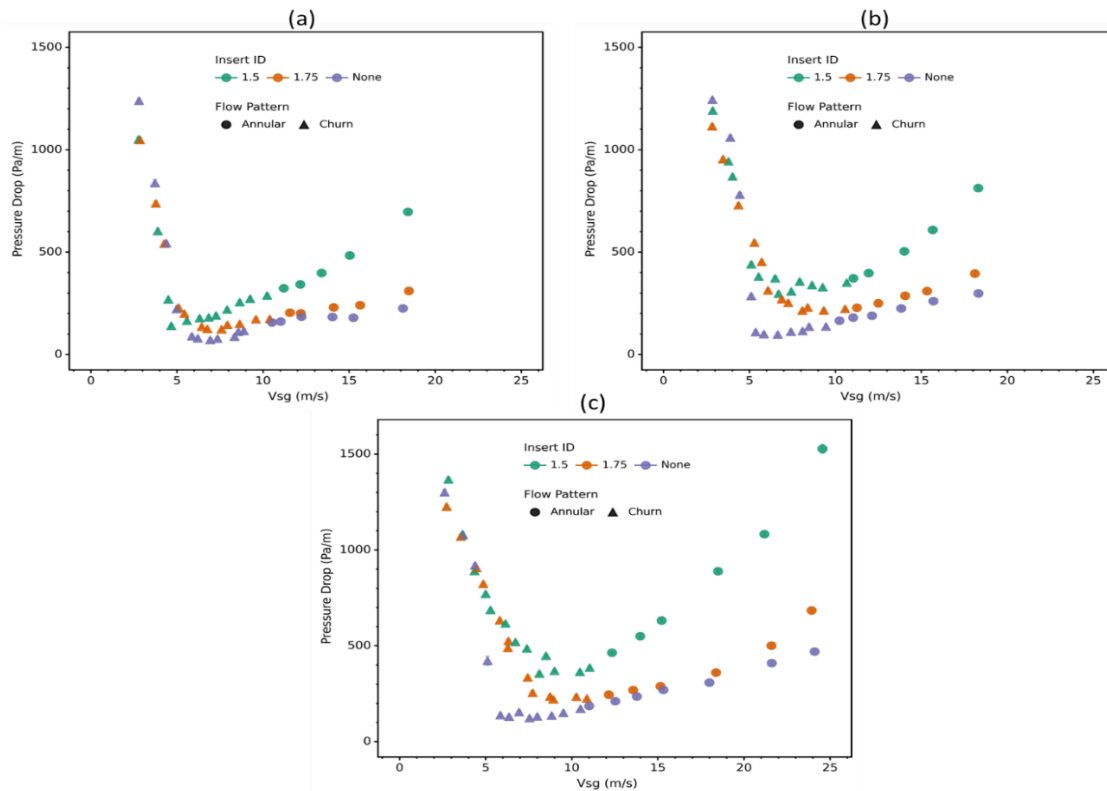 (a)
1500
1000
500
0
Pressure Drop (Pa/m)
Insert ID
1.5 1.75 None
Flow Pattern
Annular Churn
0 5 10 15 20 25
Vsg (m/s)
(b)
1500
1000
500
0
Pressure Drop (Pa/m)
Insert ID
1.5 1.75 None
Flow Pattern
Annular Churn
0 5 10 15 20 25
Vsg (m/s)
(c)
1500
1000
500
0
Pressure Drop (Pa/m)
Insert ID
1.5 1.75 None
Flow Pattern
Annular Churn
0 5 10 15 20 25
Vsg (m/s)